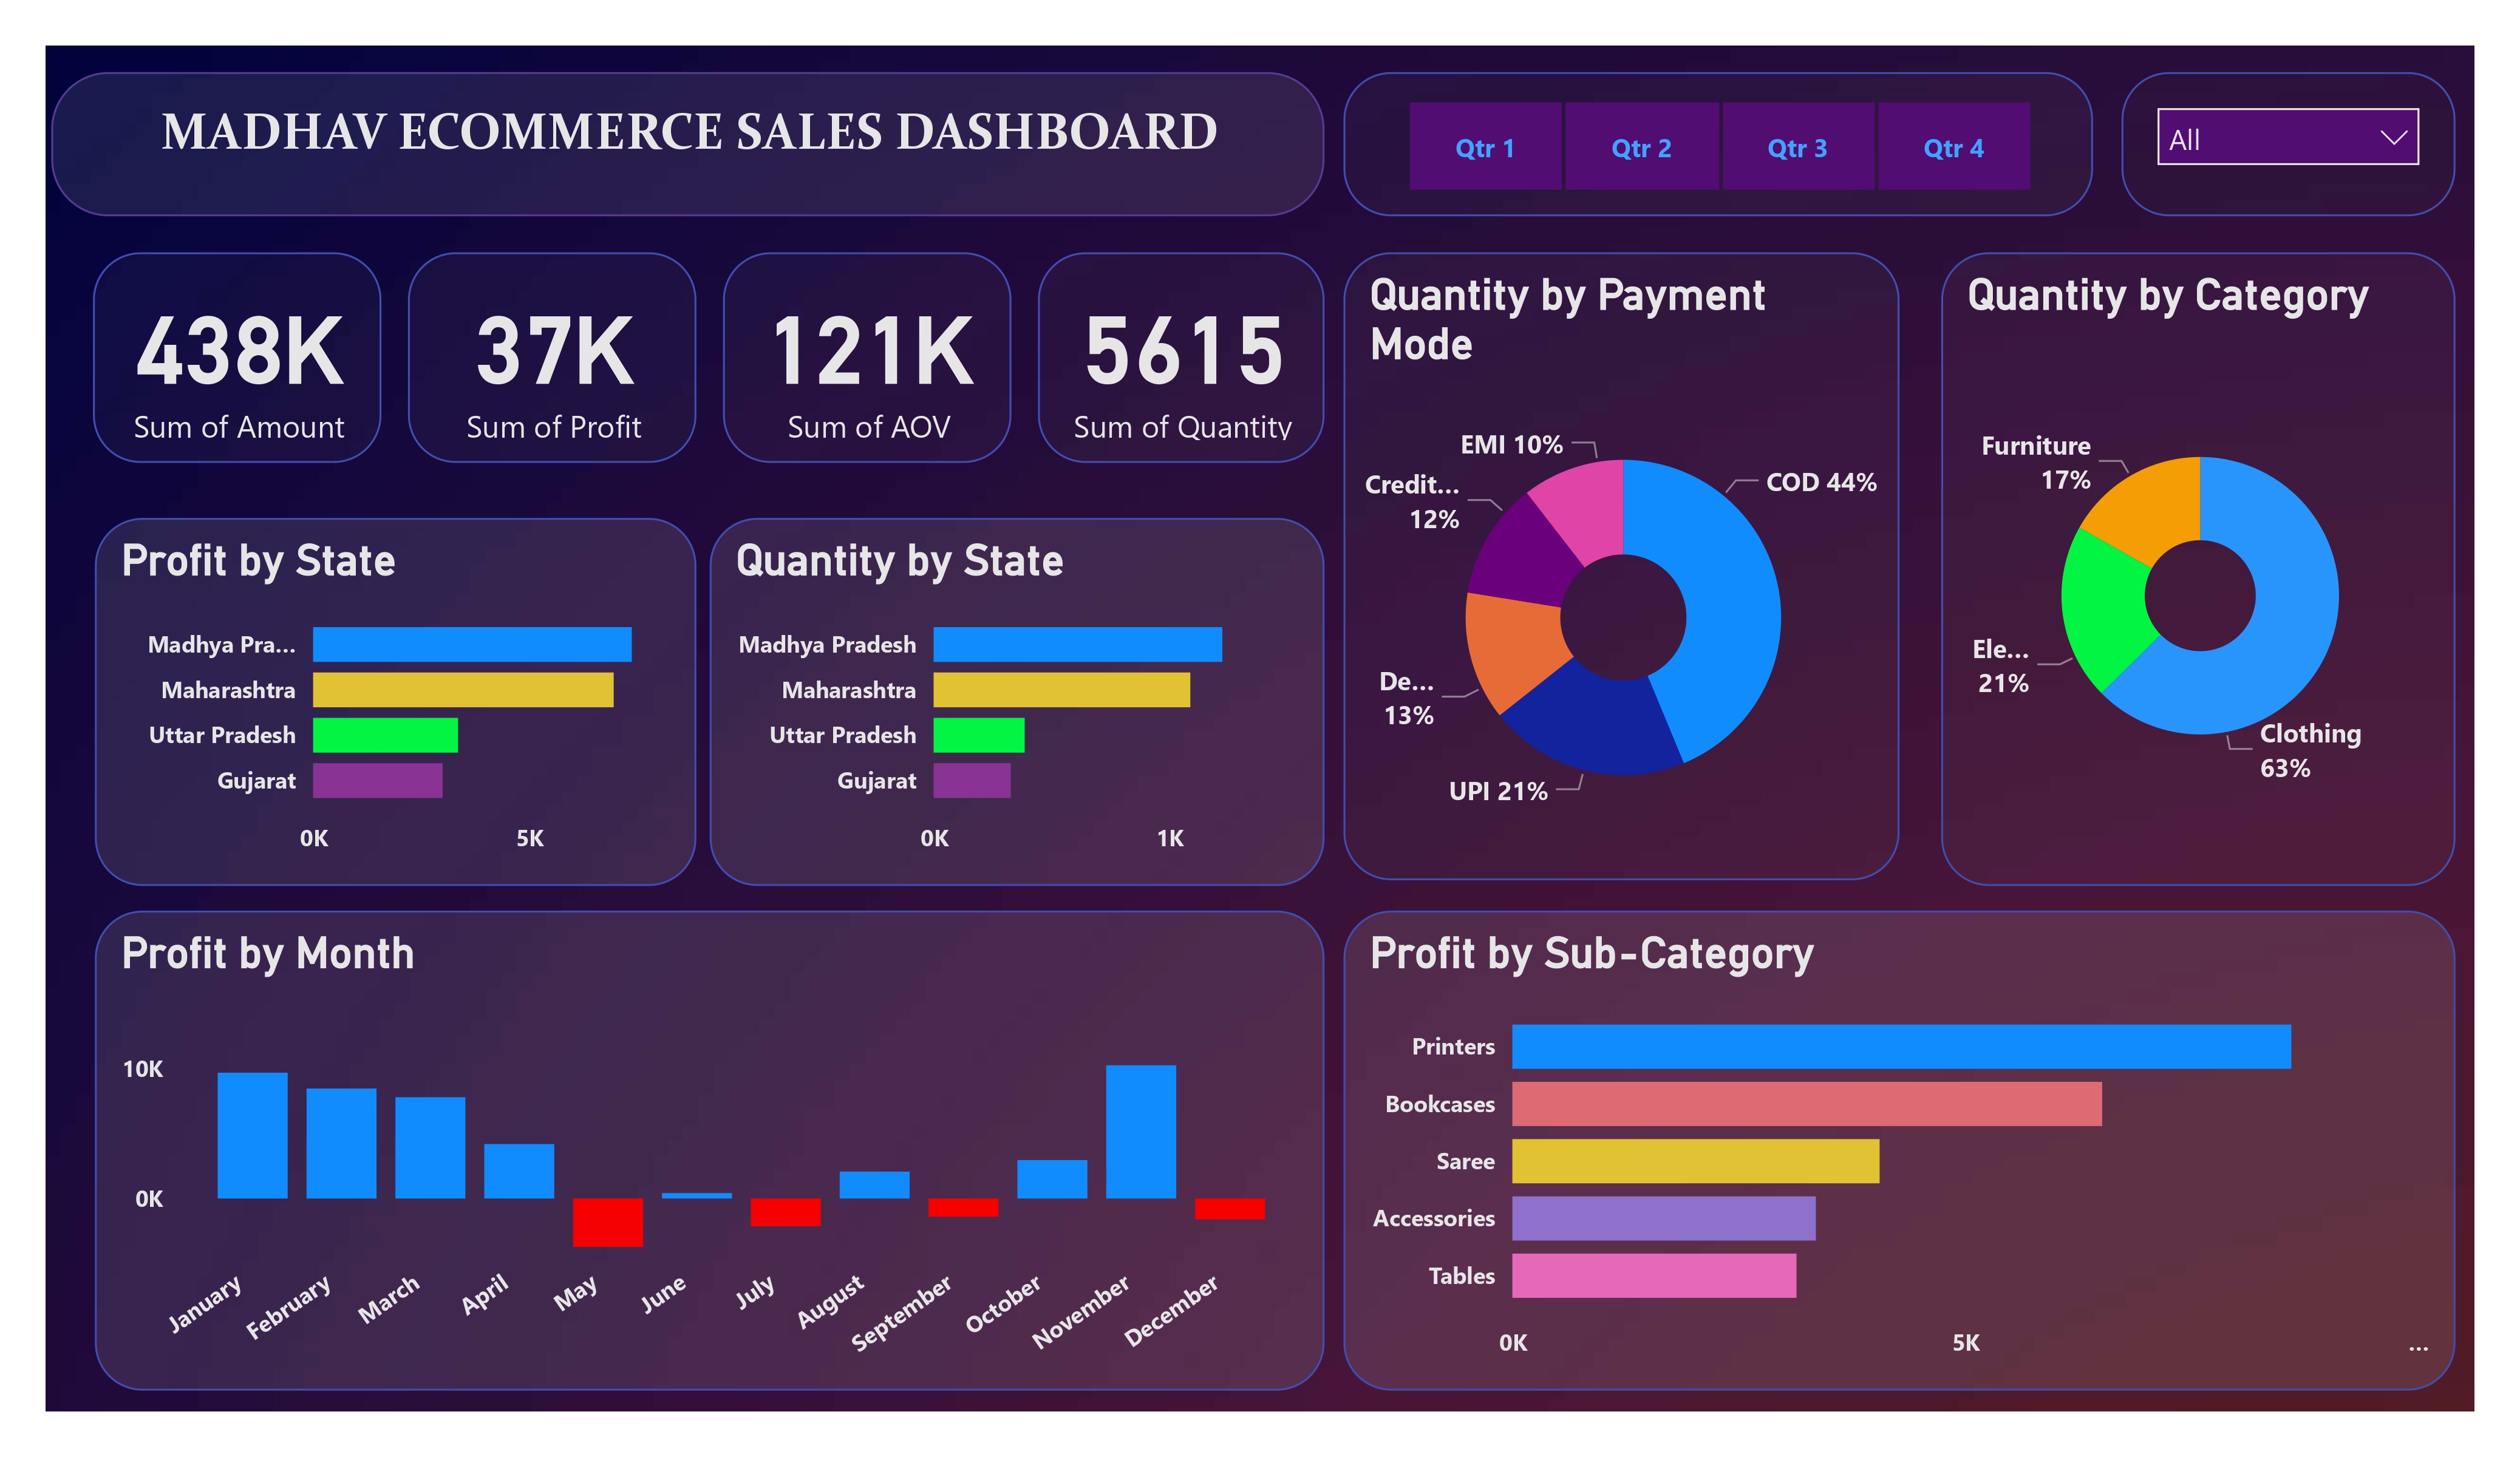 MADHAV ECOMMERCE SALES DASHBOARD
Qtr 1
Qtr 2
Qtr 3
Qtr 4
All
438K
Sum of Amount
37K
Sum of Profit
121K
Sum of AOV
5615
Sum of Quantity
Quantity by Payment
Mode
EMI 10%
Credit...
12%
COD 44%
De...
13%
UPI 21%
Quantity by Category
Furniture
17%
Ele...
21%
Clothing
63%
Profit by State
Madhya Pra...
Maharashtra
Uttar Pradesh
Gujarat
0K
5K
Quantity by State
Madhya Pradesh
Maharashtra
Uttar Pradesh
Gujarat
0K
1K
Profit by Month
10K
0K
January
February
March
April
May
June
July
August
September
October
November
December
Profit by Sub-Category
Printers
Bookcases
Saree
Accessories
Tables
0K
5K
...